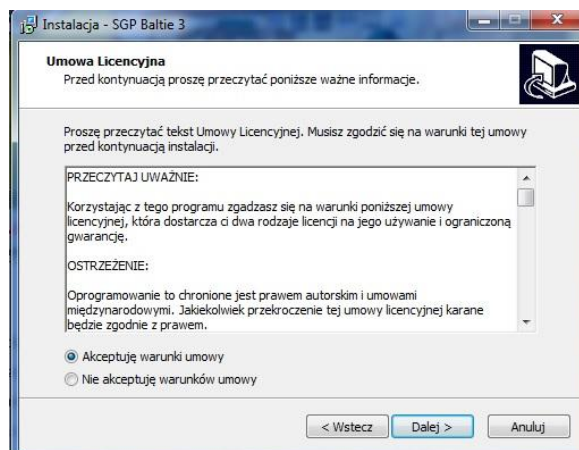 Instalacja - SGP Baltie 3
Umowa Licencyjna
Przed kontynuacją proszę przeczytać poniższe ważne informacje.
Proszę przeczytać tekst Umowy Licencyjnej. Musisz zgodzić się na warunki tej umowy
przed kontynuacją instalacji.
PRZECZYTAJ UWAŻNIE:
Korzystając z tego programu zgadzasz się na warunki poniższej umowy
licencyjnej, która dostarcza ci dwa rodzaje licencji na jego używanie i ograniczoną
gwarancję.
OSTRZEŻENIE:
Oprogramowanie to chronione jest prawem autorskim i umowami
międzynarodowymi. Jakiekolwiek przekroczenie tej umowy licencyjnej karane
będzie zgodnie z prawem.
Akceptuję warunki umowy
Nie akceptuję warunków umowy
< Wstecz Dalej > Anuluj